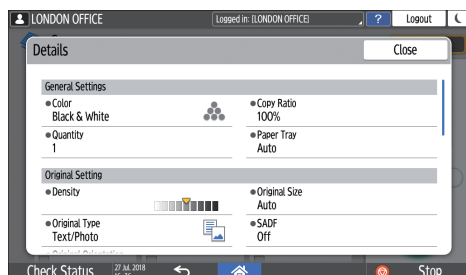 LONDON OFFICE Logged in: [LONDON OFFICE] ? Logout
Details Close
General Settings
●Color ●Copy Ratio
Black & White 100%
●Quantity ●Paper Tray
1 Auto
Original Setting
●Density ●Original Size
Auto
●Original Type ●SADF
Text/Photo Off
Check Status 27 Jul. 2018 Stop